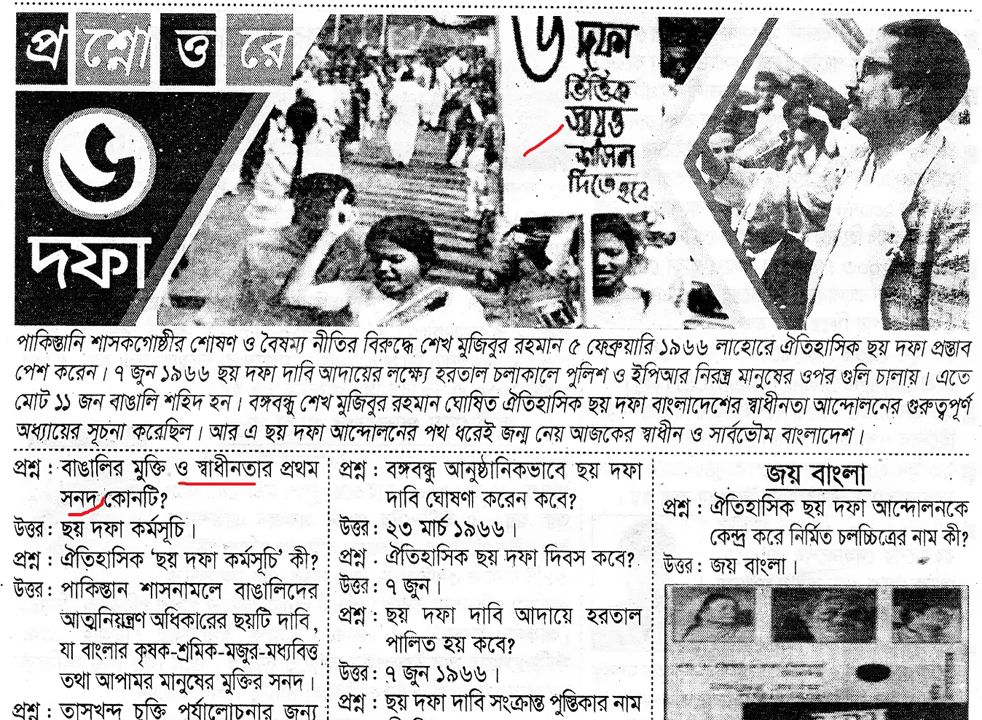 প্রশ্নোত্তরে
৬
দফা
৬ দফা
ভিত্তিক
স্বায়ত্ত
শাসন
দিতে হবে
পাকিস্তানি শাসকগোষ্ঠীর শোষণ ও বৈষম্য নীতির বিরুদ্ধে শেখ মুজিবুর রহমান ৫ ফেব্রুয়ারি ১৯৬৬ লাহোরে ঐতিহাসিক ছয় দফা প্রস্তাব
পেশ করেন। ৭ জুন ১৯৬৬ ছয় দফা দাবি আদায়ের লক্ষ্যে হরতাল চলাকালে পুলিশ ও ইপিআর নিরস্ত্র মানুষের ওপর গুলি চালায়। এতে
মোট ১১ জন বাঙালি শহিদ হন। বঙ্গবন্ধু শেখ মুজিবুর রহমান ঘোষিত ঐতিহাসিক ছয় দফা বাংলাদেশের স্বাধীনতা আন্দোলনের গুরুত্বপূর্ণ
অধ্যায়ের সূচনা করেছিল। আর এ ছয় দফা আন্দোলনের পথ ধরেই জন্ম নেয় আজকের স্বাধীন ও সার্বভৌম বাংলাদেশ।
প্রশ্ন : বাঙালির মুক্তি ও স্বাধীনতার প্রথম
সনদ কোনটি?
উত্তর : ছয় দফা কর্মসূচি।
প্রশ্ন : ঐতিহাসিক ‘ছয় দফা কর্মসূচি’ কী?
উত্তর : পাকিস্তান শাসনামলে বাঙালিদের
আত্মনিয়ন্ত্রণ অধিকারের ছয়টি দাবি,
যা বাংলার কৃষক-শ্রমিক-মজুর-মধ্যবিত্ত
তথা আপামর মানুষের মুক্তির সনদ।
প্রশ্ন : তাসখন্দ চুক্তি পর্যালোচনার জন্য
প্রশ্ন : বঙ্গবন্ধু আনুষ্ঠানিকভাবে ছয় দফা
দাবি ঘোষণা করেন কবে?
উত্তর : ২৩ মার্চ ১৯৬৬।
প্রশ্ন . ঐতিহাসিক ছয় দফা দিবস কবে?
উত্তর : ৭ জুন।
প্রশ্ন : ছয় দফা দাবি আদায়ে হরতাল
পালিত হয় কবে?
উত্তর : ৭ জুন ১৯৬৬।
প্রশ্ন : ছয় দফা দাবি সংক্রান্ত পুস্তিকার নাম
জয় বাংলা
প্রশ্ন : ঐতিহাসিক ছয় দফা আন্দোলনকে
কেন্দ্র করে নির্মিত চলচ্চিত্রের নাম কী?
উত্তর : জয় বাংলা।